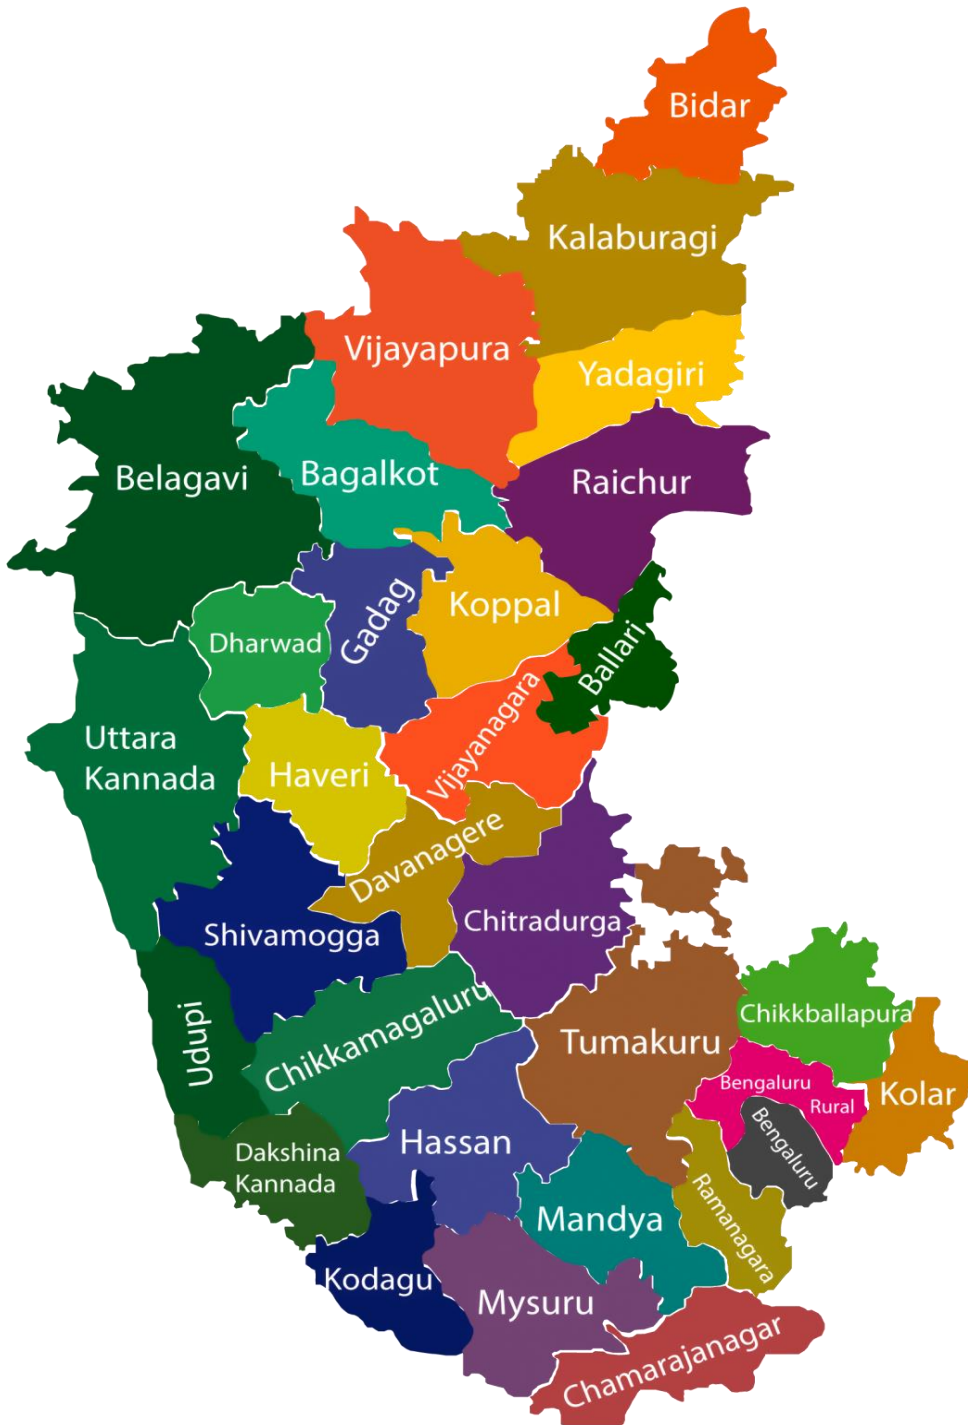 Bidar
Kalaburagi
Vijayapura
Yadagiri
Belagavi
Bagalkot
Raichur
Gadag
Koppal
Dharwad
Ballari
Uttara
Kannada
Haveri
Vijayanagara
Davanagere
Chitradurga
Shivamogga
Udupi
Chikkamagaluru
Tumakuru
Chikkballapura
Bengaluru
Rural
Kolar
Bengaluru
Hassan
Dakshina
Kannada
Mandya
Ramanagara
Kodagu
Mysuru
Chamarajanagar